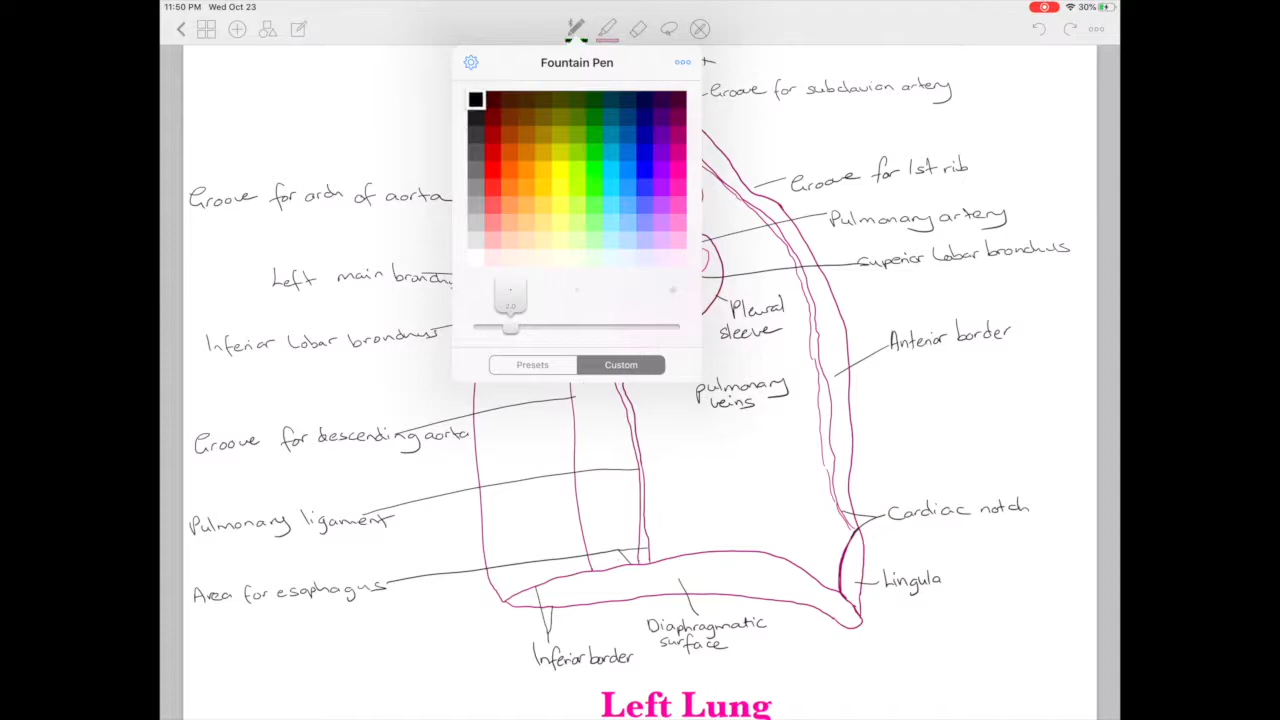 11:50 PM Wed Oct 23
30%
Fountain Pen
2.0
Presets
Custom
Groove for subclavian artery
Groove for 1st rib
Groove for arch of aorta
Pulmonary artery
superior Lobar bronchus
Left main bronch
Inferior Lobar bronchus
Pleural
sleeve
Anterior border
pulmonary
veins
Groove for descending aorta
Pulmonary ligament
Cardiac notch
Area for esophagus
Lingula
Diaphragmatic
surface
Inferior border
Left Lung